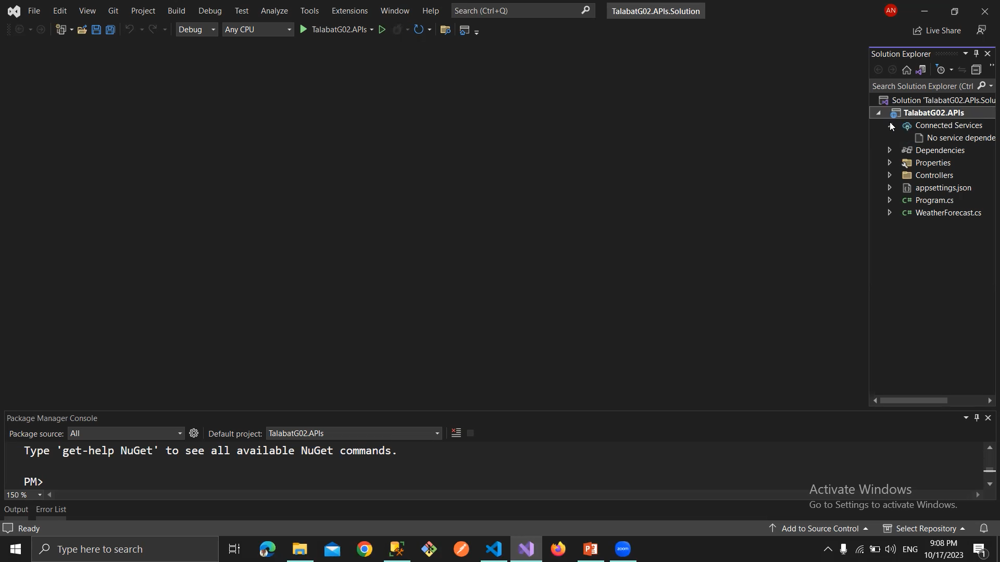 File Edit View Git Project Build Debug Test Analyze Tools Extensions Window Help Search (Ctrl+Q) TalabatG02.APIs.Solution AN
Debug Any CPU TalabatG02.APIs Live Share
Solution Explorer
Search Solution Explorer (Ctrl
Solution 'TalabatG02.APIs.Solu
TalabatG02.APIs
Connected Services
No service depende
Dependencies
Properties
Controllers
appsettings.json
C# Program.cs
C# WeatherForecast.cs
Package Manager Console
Package source: All Default project: TalabatG02.APIs
Type 'get-help NuGet' to see all available NuGet commands.
PM>
150 %
Activate Windows
Go to Settings to activate Windows.
Output Error List
Ready Add to Source Control Select Repository
Type here to search zoom ENG 9:08 PM
10/17/2023 1